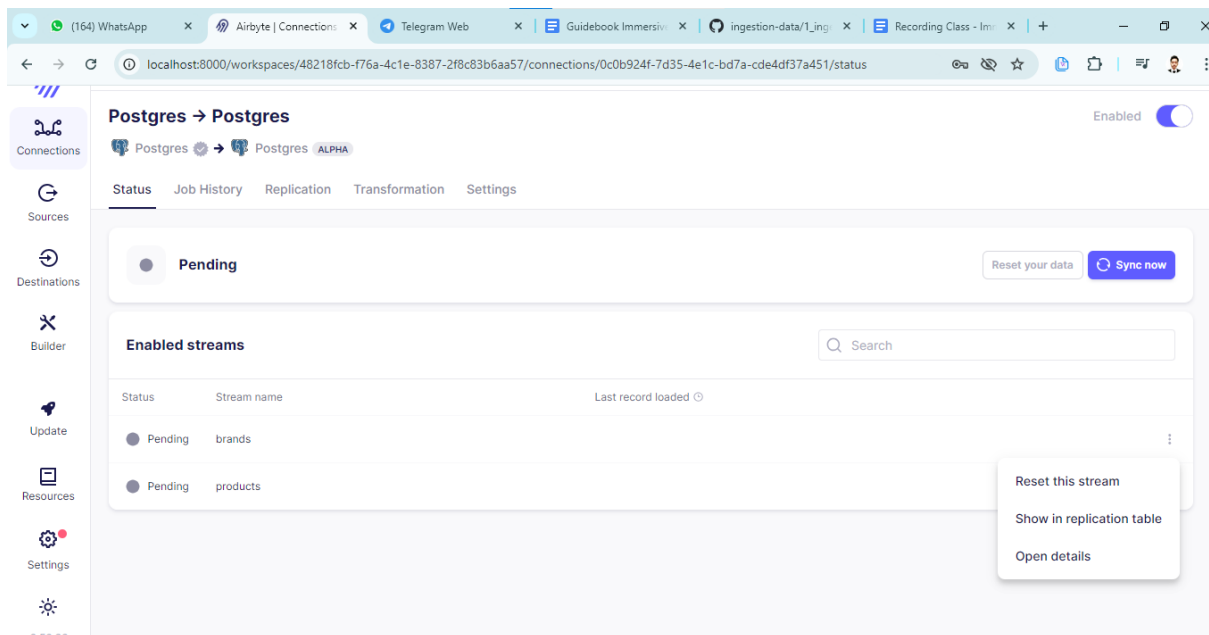 (164) WhatsApp
Airbyte | Connections
Telegram Web
Guidebook Immersiv
ingestion-data/1_ing
Recording Class - Im
localhost:8000/workspaces/48218fcb-f76a-4c1e-8387-2f8c83b6aa57/connections/0c0b924f-7d35-4e1c-bd7a-cde4df37a451/status
Connections
Sources
Destinations
Builder
Update
Resources
Settings
Postgres → Postgres
Enabled
Postgres → Postgres ALPHA
Status Job History Replication Transformation Settings
Pending
Reset your data Sync now
Enabled streams
Search
Status Stream name Last record loaded
Pending brands
Pending products
Reset this stream
Show in replication table
Open details